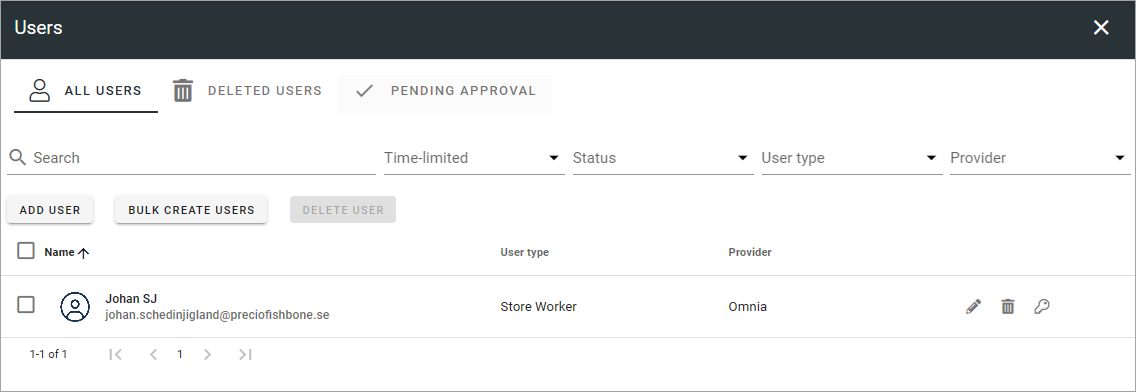 Users
ALL USERS DELETED USERS PENDING APPROVAL
Search Time-limited Status User type Provider
ADD USER BULK CREATE USERS DELETE USER
Name User type Provider
Johan SJ
johan.schedinjigland@preciofishbone.se Store Worker Omnia
1-1 of 1 1